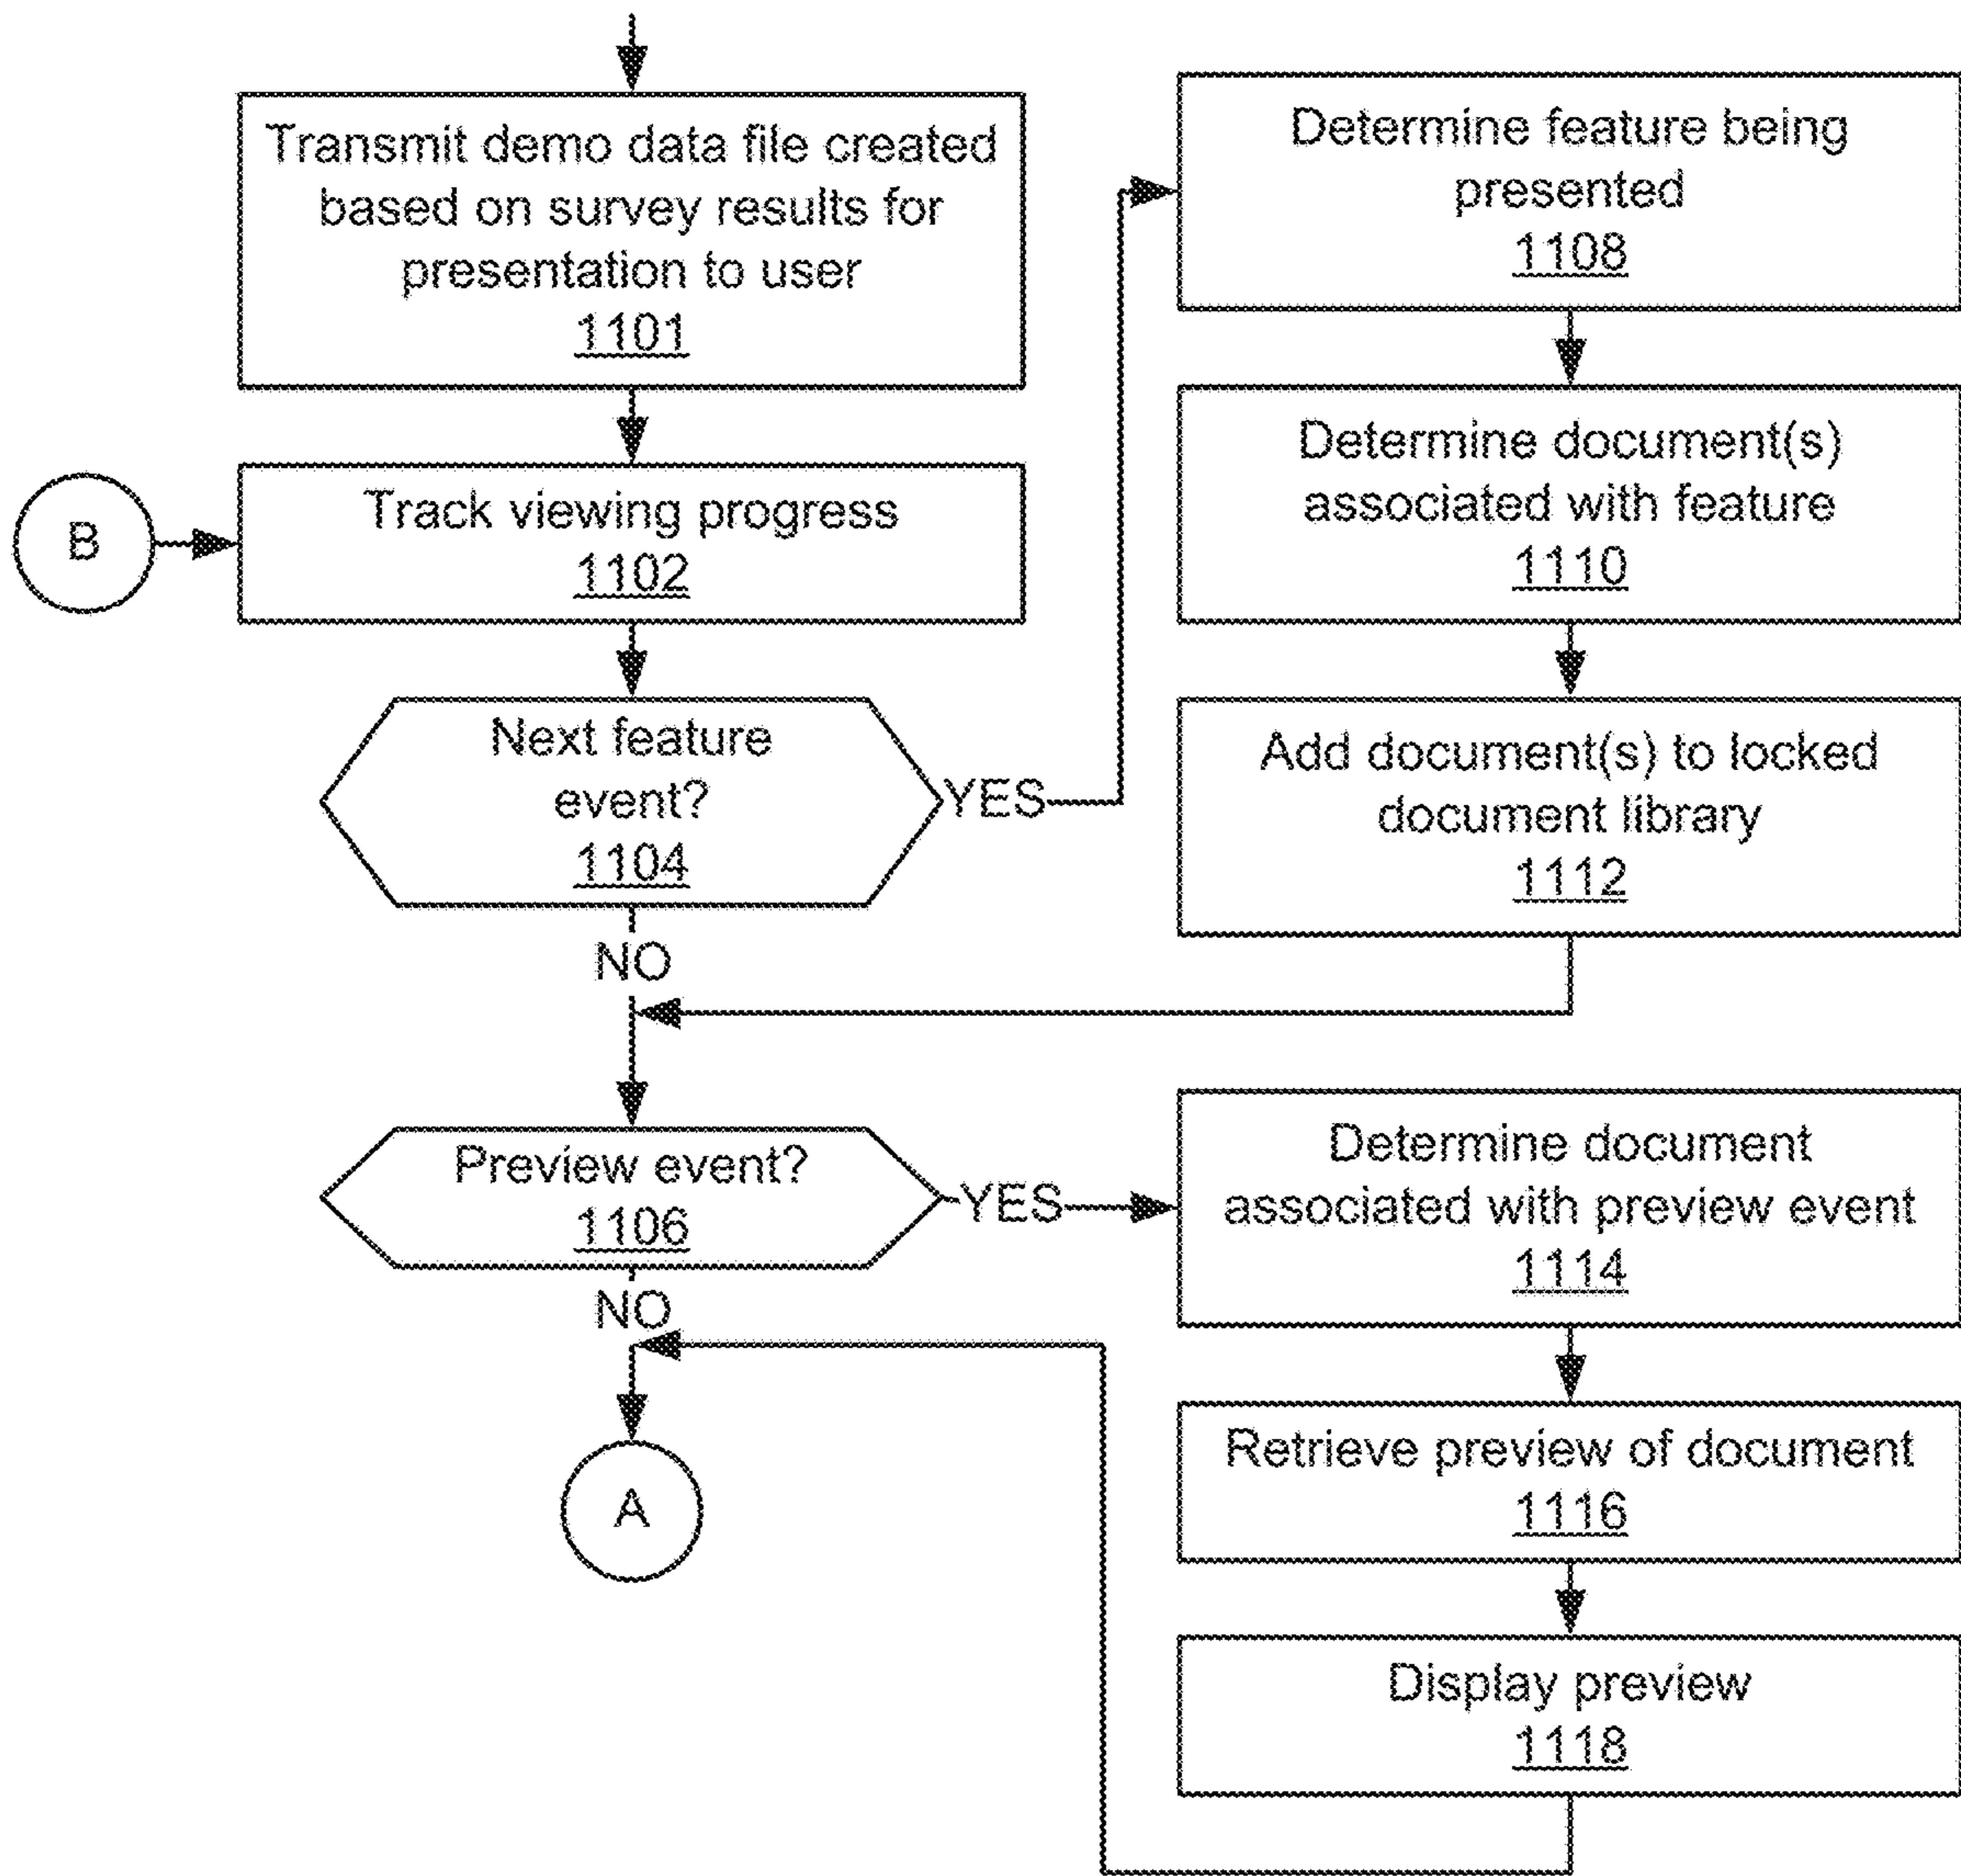 Transmit demo data file created
based on survey results for
presentation to user
1101
B
Track viewing progress
1102
Next feature
event?
1104
YES
NO
Determine feature being
presented
1108
Determine document(s)
associated with feature
1110
Add document(s) to locked
document library
1112
Preview event?
1106
YES
NO
A
Determine document
associated with preview event
1114
Retrieve preview of document
1116
Display preview
1118